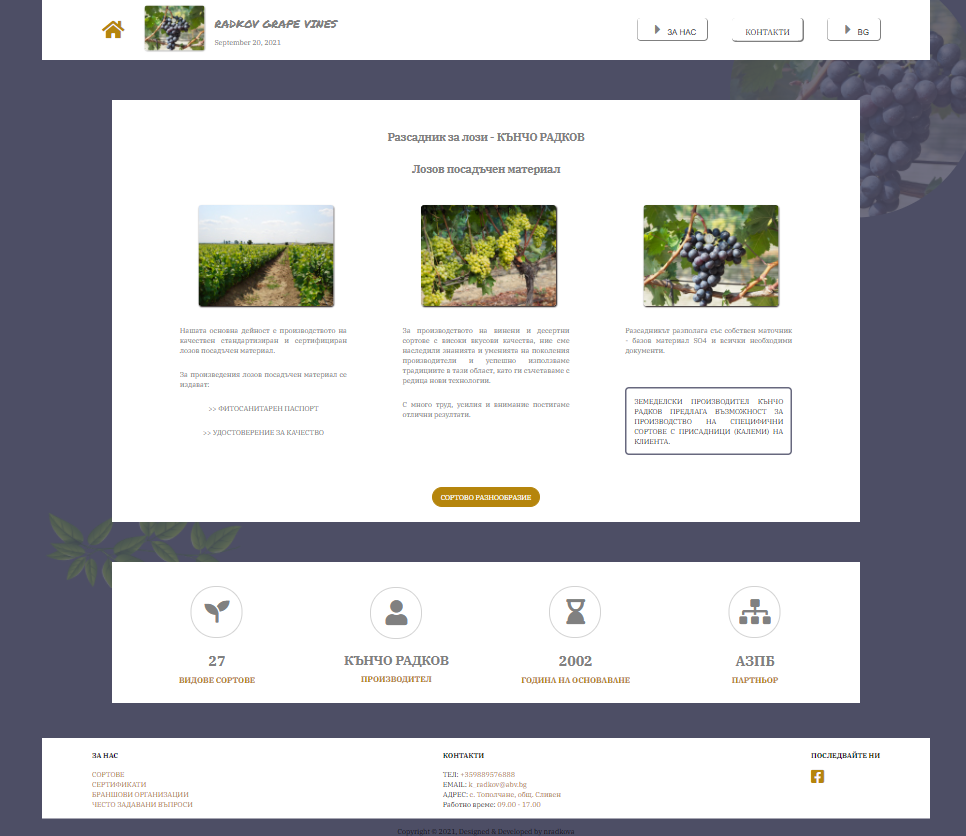 RADKOV GRAPE VINES
September 20, 2021
ЗА НАС
КОНТАКТИ
BG
Разсадник за лози - КЪНЧО РАДКОВ
Лозов посадъчен материал
Нашата основна дейност е производството на
качествен стандартизиран и сертифициран
лозов посадъчен материал.
За произведения лозов посадъчен материал се
издават:
>> ФИТОСАНИТАРЕН ПАСПОРТ
>> УДОСТОВЕРЕНИЕ ЗА КАЧЕСТВО
За производството на винени и десертни
сортове с високи вкусови качества, ние сме
наследили знанията и уменията на поколения
производители и успешно използваме
традициите в тази област, като ги съчетаваме с
редица нови технологии.
С много труд, усилия и внимание постигаме
отлични резултати.
Разсадникът разполага със собствен маточник
- базов материал SO4 и всички необходими
документи.
ЗЕМЕДЕЛСКИ ПРОИЗВОДИТЕЛ КЪНЧО
РАДКОВ ПРЕДЛАГА ВЪЗМОЖНОСТ ЗА
ПРОИЗВОДСТВО НА СПЕЦИФИЧНИ
СОРТОВЕ С ПРИСАДНИЦИ (КАЛЕМИ) НА
КЛИЕНТА.
СОРТОВО РАЗНООБРАЗИЕ
27
ВИДОВЕ СОРТОВЕ
КЪНЧО РАДКОВ
ПРОИЗВОДИТЕЛ
2002
ГОДИНА НА ОСНОВАВАНЕ
АЗПБ
ПАРТНЬОР
ЗА НАС
СОРТОВЕ
СЕРТИФИКАТИ
БРАНШОВИ ОРГАНИЗАЦИИ
ЧЕСТО ЗАДАВАНИ ВЪПРОСИ
КОНТАКТИ
ТЕЛ: +359889576888
EMAIL: k_radkov@abv.bg
АДРЕС: с. Тополчане, общ. Сливен
Работно време: 09.00 - 17.00
ПОСЛЕДВАЙТЕ НИ
Copyright © 2021. Designed & Developed by nradkova